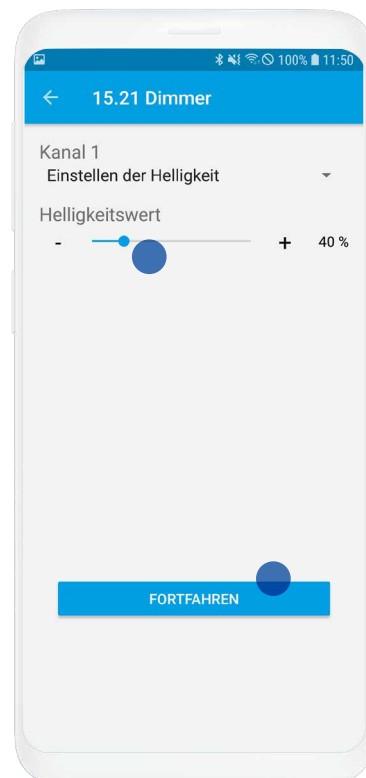 100% 11:50
15.21 Dimmer
Kanal 1
Einstellen der Helligkeit
Helligkeitswert
- + 40 %
FORTFAHREN